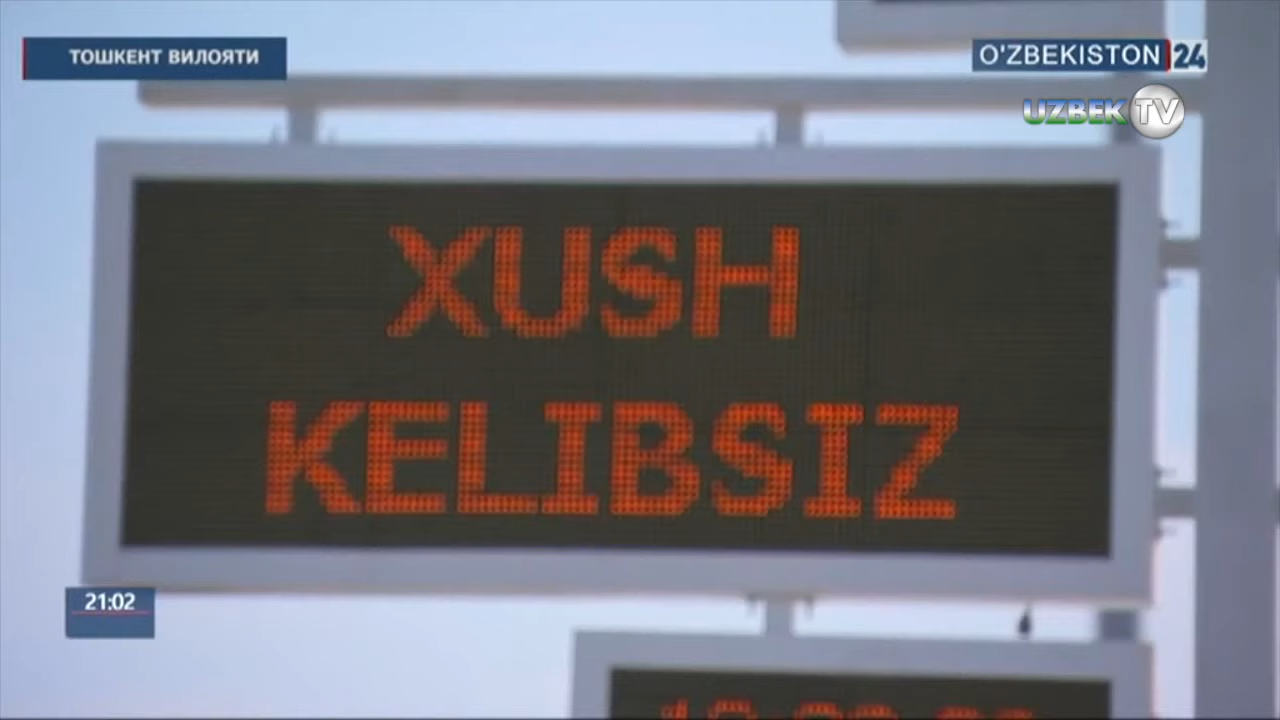 ТОШКЕНТ ВИЛОЯТИ
O'ZBEKISTON 24
UZBEK TV
XUSH
KELIBSIZ
21:02